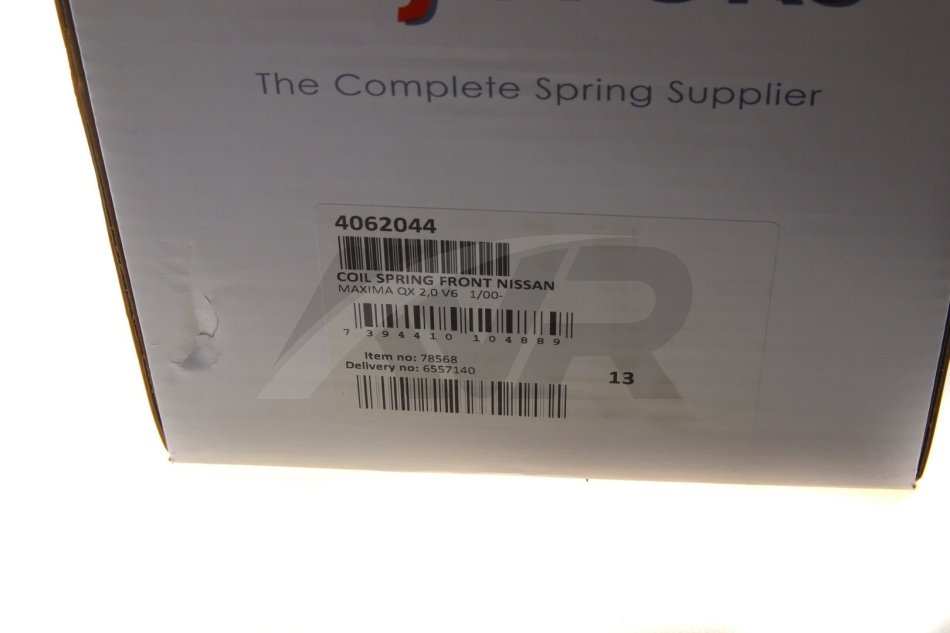 The Complete Spring Supplier
4062044
COIL SPRING FRONT NISSAN
MAXIMA QX 2,0 V6 1/00-
7 394410 104889
Item no: 78568
Delivery no: 6557140
13